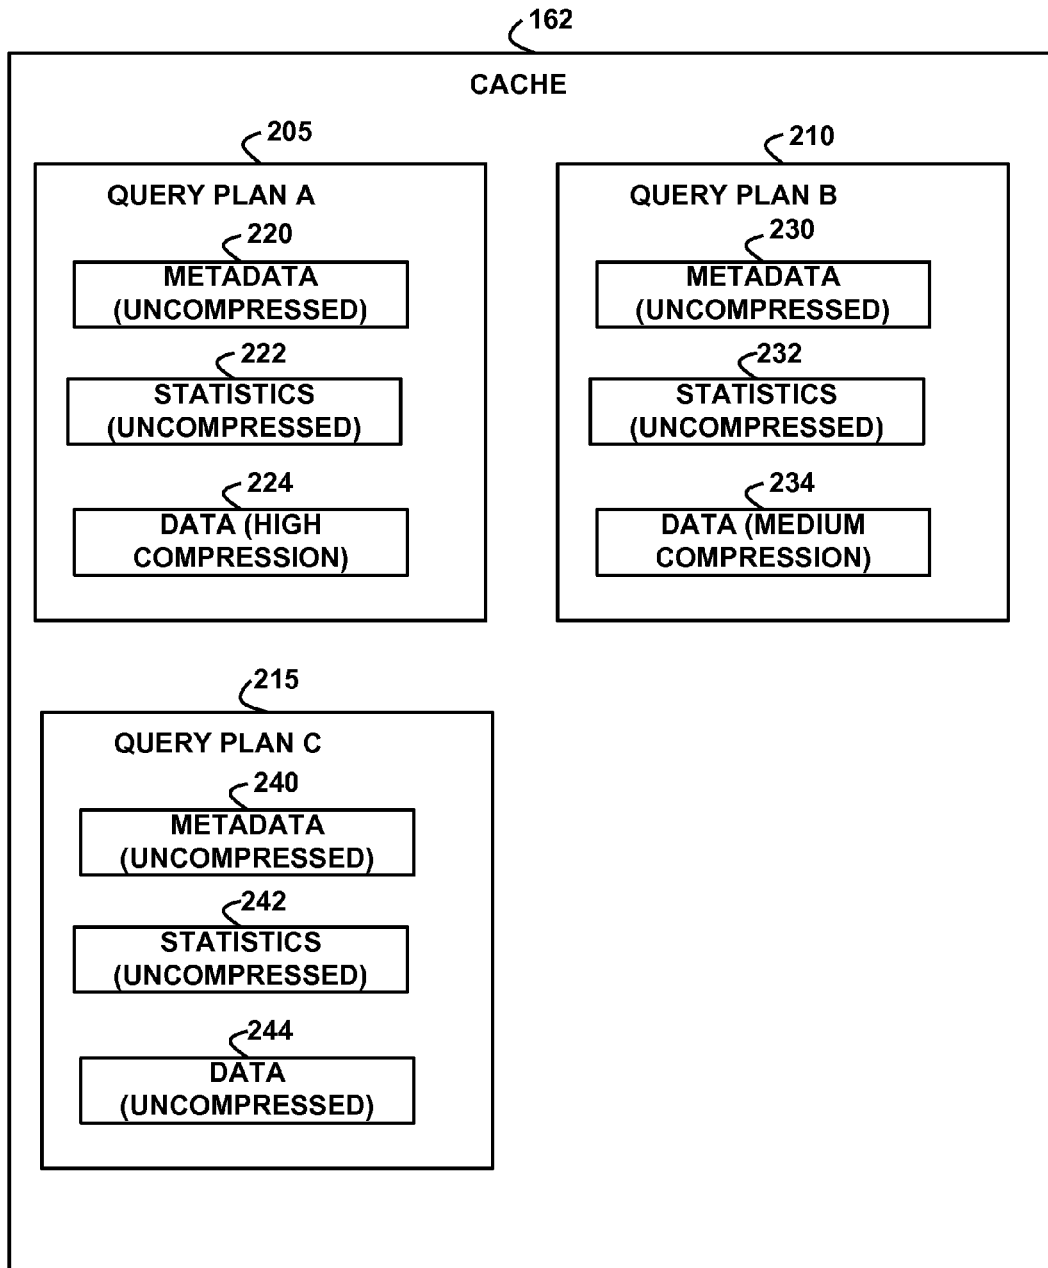 162
CACHE
205
QUERY PLAN A
220
METADATA
(UNCOMPRESSED)
222
STATISTICS
(UNCOMPRESSED)
224
DATA (HIGH
COMPRESSION)
210
QUERY PLAN B
230
METADATA
(UNCOMPRESSED)
232
STATISTICS
(UNCOMPRESSED)
234
DATA (MEDIUM
COMPRESSION)
215
QUERY PLAN C
240
METADATA
(UNCOMPRESSED)
242
STATISTICS
(UNCOMPRESSED)
244
DATA
(UNCOMPRESSED)